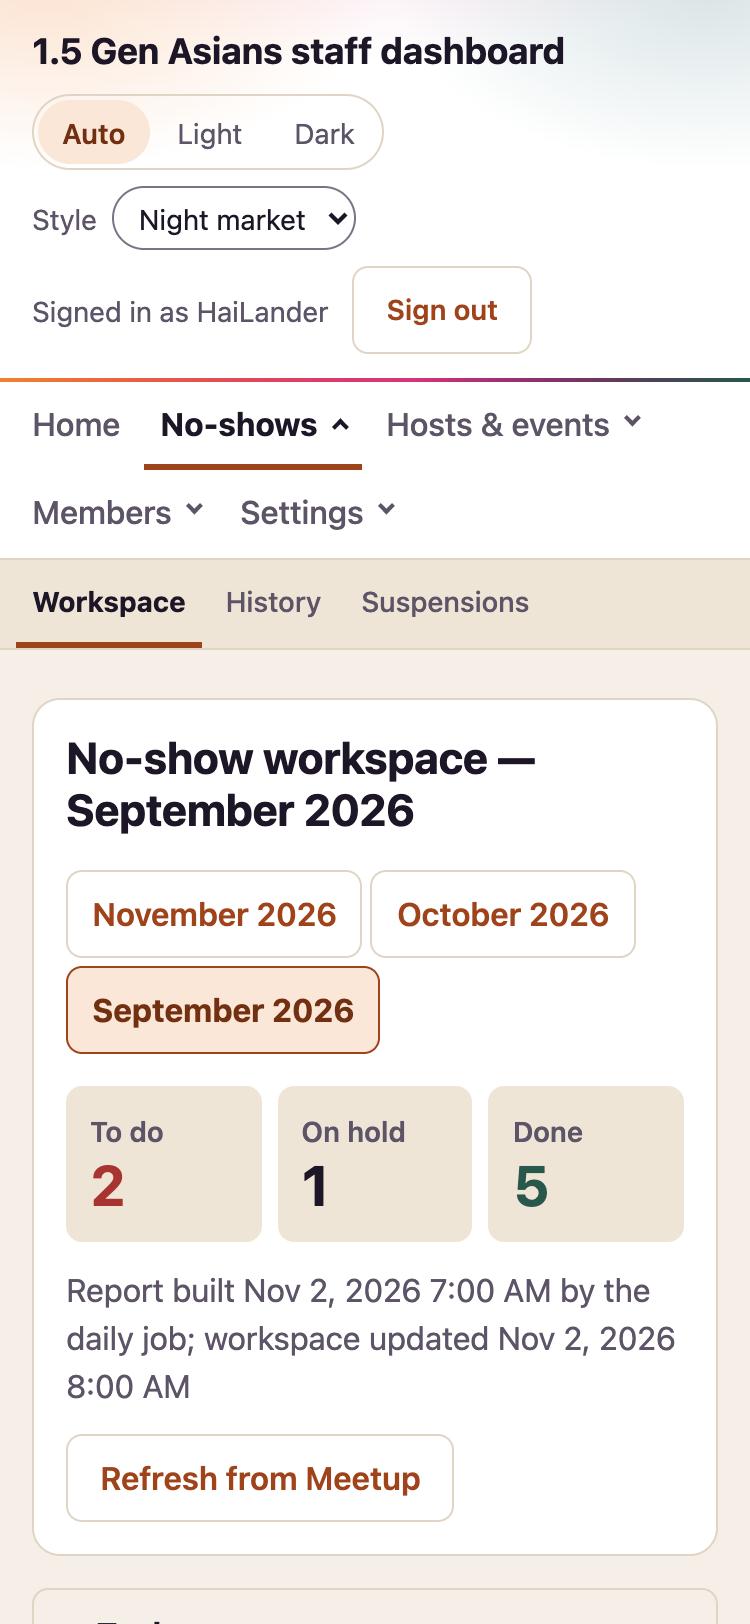 1.5 Gen Asians staff dashboard
Auto Light Dark
Style Night market
Signed in as HaiLander Sign out
Home No-shows Hosts & events
Members Settings
Workspace History Suspensions
No-show workspace —
September 2026
November 2026 October 2026
September 2026
To do On hold Done
2 1 5
Report built Nov 2, 2026 7:00 AM by the
daily job; workspace updated Nov 2, 2026
8:00 AM
Refresh from Meetup